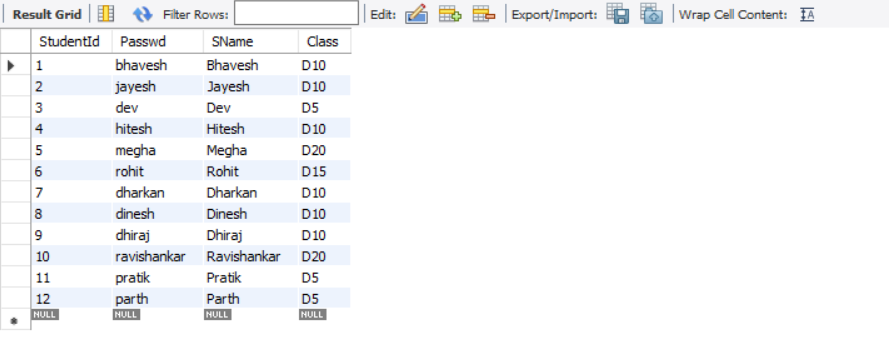 Result Grid Filter Rows: Edit: Export/Import: Wrap Cell Content: IA
StudentId Passwd SName Class
1 bhavesh Bhavesh D10
2 jayesh Jayesh D10
3 dev Dev D5
4 hitesh Hitesh D10
5 megha Megha D20
6 rohit Rohit D15
7 dharkan Dharkan D10
8 dinesh Dinesh D10
9 dhiraj Dhiraj D10
10 ravishankar Ravishankar D20
11 pratik Pratik D5
12 parth Parth D5
NULL NULL NULL NULL